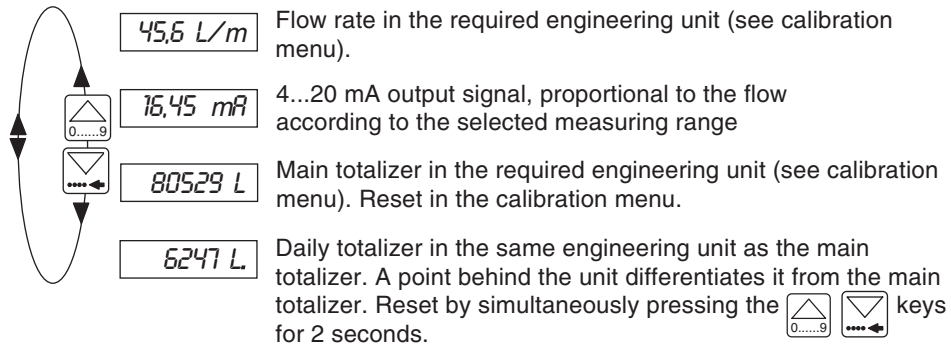 45,6 L/m
Flow rate in the required engineering unit (see calibration
menu).
16,45 mA
4...20 mA output signal, proportional to the flow
according to the selected measuring range
0......9
80529 L
Main totalizer in the required engineering unit (see calibration
menu). Reset in the calibration menu.
6247 L.
Daily totalizer in the same engineering unit as the main
totalizer. A point behind the unit differentiates it from the main
totalizer. Reset by simultaneously pressing the 0......9 keys
for 2 seconds.